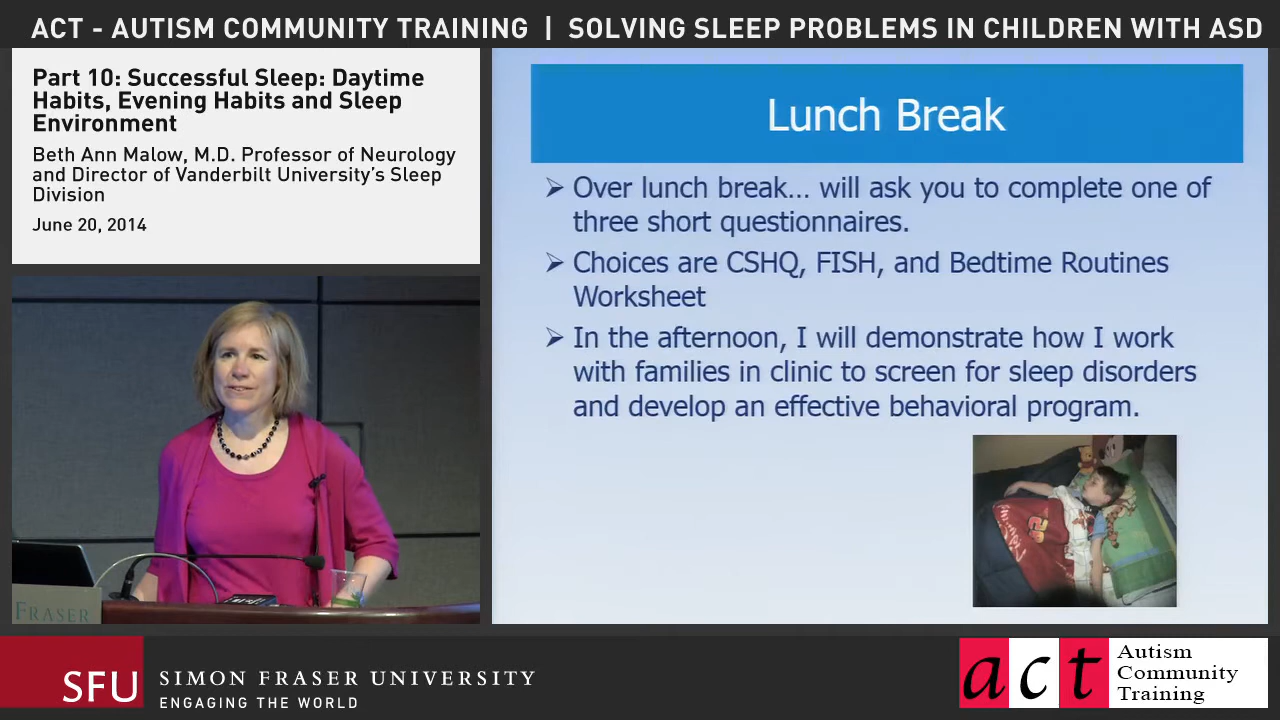 ACT - AUTISM COMMUNITY TRAINING | SOLVING SLEEP PROBLEMS IN CHILDREN WITH ASD
Part 10: Successful Sleep: Daytime
Habits, Evening Habits and Sleep
Environment
Beth Ann Malow, M.D. Professor of Neurology
and Director of Vanderbilt University's Sleep
Division
June 20, 2014
Lunch Break
➢ Over lunch break... will ask you to complete one of
three short questionnaires.
➢ Choices are CSHQ, FISH, and Bedtime Routines
Worksheet
➢ In the afternoon, I will demonstrate how I work
with families in clinic to screen for sleep disorders
and develop an effective behavioral program.
FRASER
SFU
SIMON FRASER UNIVERSITY
ENGAGING THE WORLD
act
Autism
Community
Training